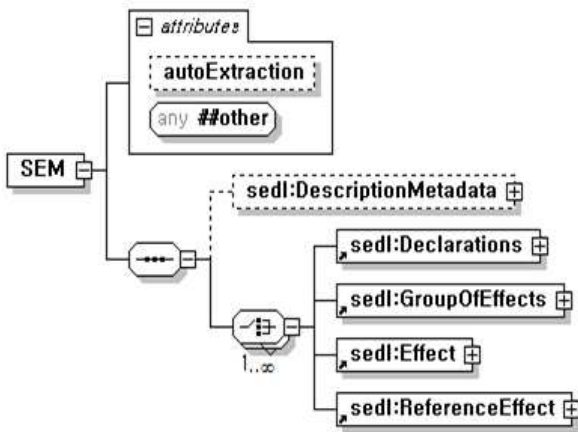 attributes
autoExtraction
any ##other
SEM
sedl:DescriptionMetadata
sedl:Declarations
sedl:GroupOfEffects
sedl:Effect
1..∞
sedl:ReferenceEffect